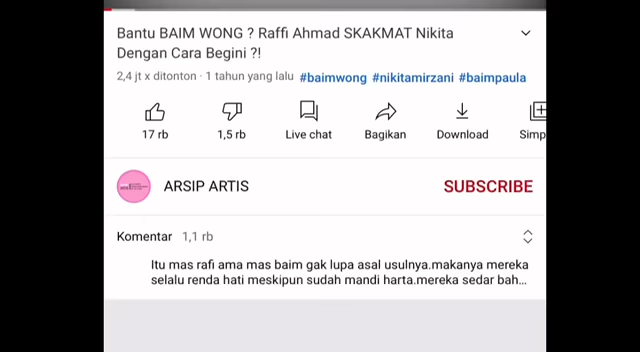 Bantu BAIM WONG ? Raffi Ahmad SKAKMAT Nikita
Dengan Cara Begini ?!
2,4 jt x ditonton · 1 tahun yang lalu #baimwong #nikitamirzani #baimpaula
17 rb 1,5 rb Live chat Bagikan Download Simp
ARSIP ARTIS SUBSCRIBE
Komentar 1,1 rb
Itu mas rafi ama mas baim gak lupa asal usulnya.makanya mereka
selalu renda hati meskipun sudah mandi harta.mereka sedar bah...